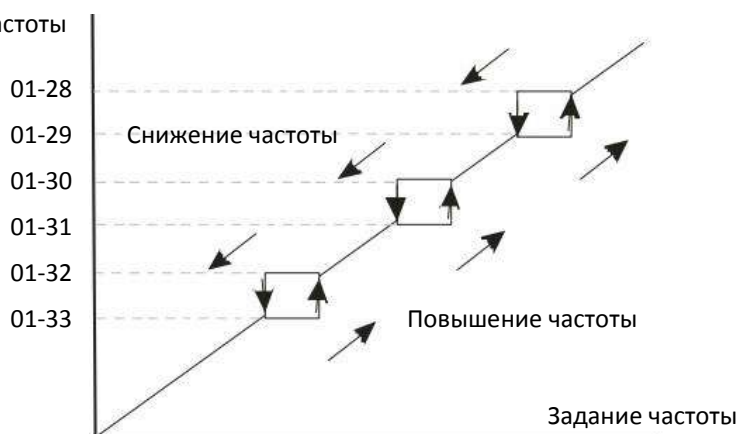 астоты
01-28
01-29
Снижение частоты
01-30
01-31
01-32
01-33
Повышение частоты
Задание частоты